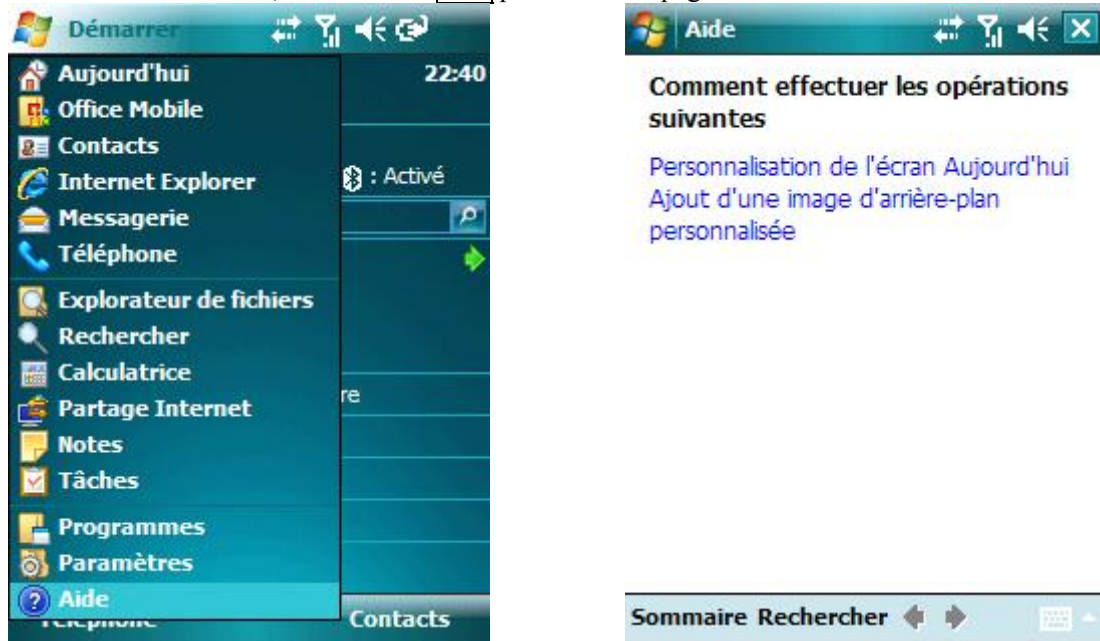 Démarrer
Aujourd'hui
22:40
Office Mobile
Contacts
: Activé
Internet Explorer
Messagerie
Téléphone
Explorateur de fichiers
Rechercher
Calculatrice
re
Partage Internet
Notes
Tâches
Programmes
Paramètres
Aide
Téléphone
Contacts
Aide
Comment effectuer les opérations
suivantes
Personnalisation de l'écran Aujourd'hui
Ajout d'une image d'arrière-plan
personnalisée
Sommaire Rechercher